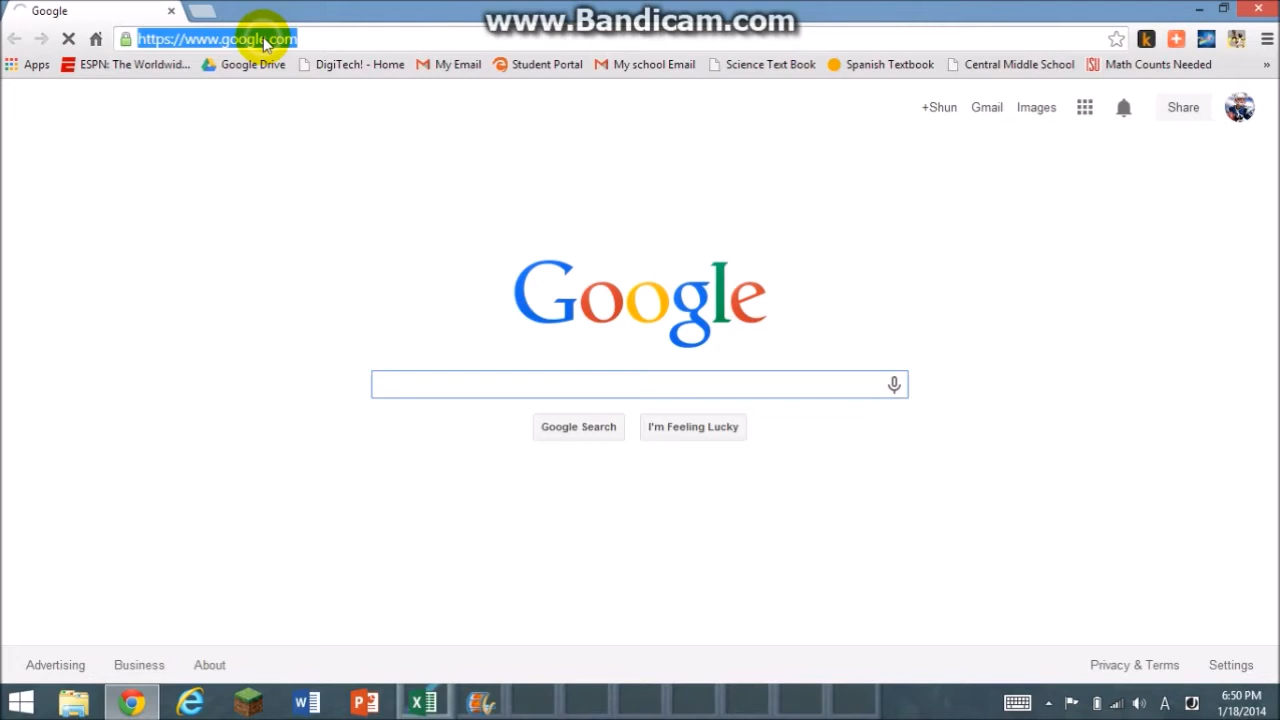 Google
www.Bandicam.com
https://www.google.com
Apps ESPN: The Worldwid... Google Drive DigiTech! - Home My Email Student Portal My school Email Science Text Book Spanish Textbook Central Middle School Math Counts Needed »
+Shun Gmail Images Share
Google
Google Search I'm Feeling Lucky
Advertising Business About Privacy & Terms Settings
6:50 PM
1/18/2014